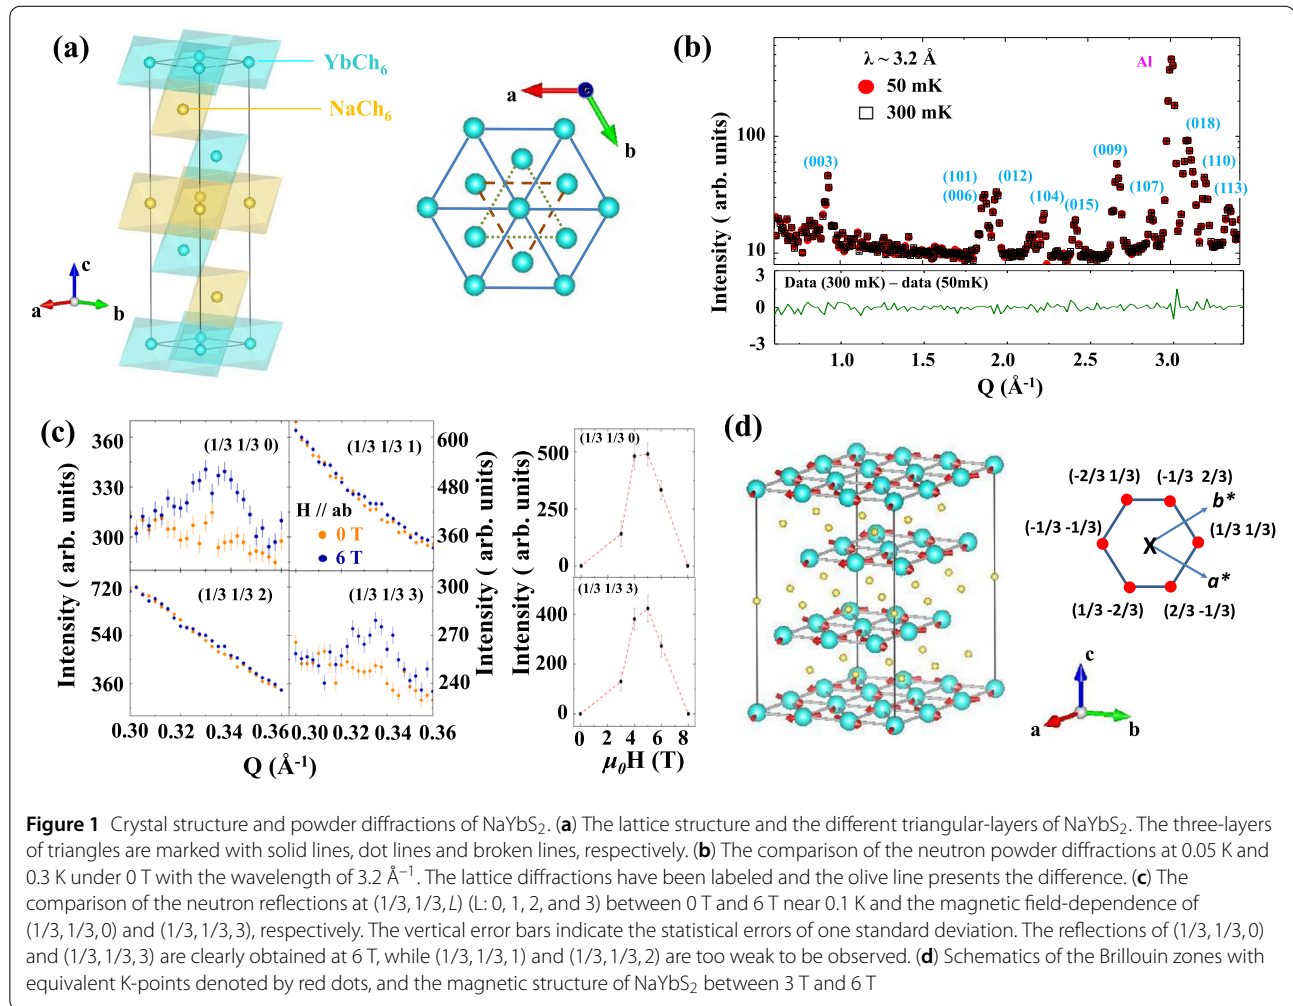 (a)
YbCh₆
NaCh₆
c
a
b
a
b
(b)
λ ~ 3.2 Å
50 mK
300 mK
Al
(003)
(101)
(006)
(012)
(104)
(015)
(009)
(107)
(018)
(110)
(113)
100
10
Intensity ( arb. units)
Data (300 mK) – data (50mK)
3
0
-3
1.0 1.5 2.0 2.5 3.0
Q (Å⁻¹)
(c)
(1/3 1/3 0)
(1/3 1/3 1)
H // ab
0 T
6 T
(1/3 1/3 2)
(1/3 1/3 3)
360
330
300
720
540
360
600
480
360
300
270
240
Intensity ( arb. units)
Intensity ( arb. units)
0.30 0.32 0.34 0.36
0.30 0.32 0.34 0.36
Q (Å⁻¹)
(1/3 1/3 0)
500
250
0
(1/3 1/3 3)
400
200
0
Intensity ( arb. units)
0 2 4 6 8
μ₀H (T)
(d)
(-2/3 1/3)
(-1/3 2/3)
b*
(-1/3 -1/3)
X
(1/3 1/3)
a*
(1/3 -2/3)
(2/3 -1/3)
c
a
b
Figure 1 Crystal structure and powder diffractions of NaYbS₂. (a) The lattice structure and the different triangular-layers of NaYbS₂. The three-layers
of triangles are marked with solid lines, dot lines and broken lines, respectively. (b) The comparison of the neutron powder diffractions at 0.05 K and
0.3 K under 0 T with the wavelength of 3.2 Å⁻¹. The lattice diffractions have been labeled and the olive line presents the difference. (c) The
comparison of the neutron reflections at (1/3, 1/3, L) (L: 0, 1, 2, and 3) between 0 T and 6 T near 0.1 K and the magnetic field-dependence of
(1/3, 1/3, 0) and (1/3, 1/3, 3), respectively. The vertical error bars indicate the statistical errors of one standard deviation. The reflections of (1/3, 1/3, 0)
and (1/3, 1/3, 3) are clearly obtained at 6 T, while (1/3, 1/3, 1) and (1/3, 1/3, 2) are too weak to be observed. (d) Schematics of the Brillouin zones with
equivalent K-points denoted by red dots, and the magnetic structure of NaYbS₂ between 3 T and 6 T